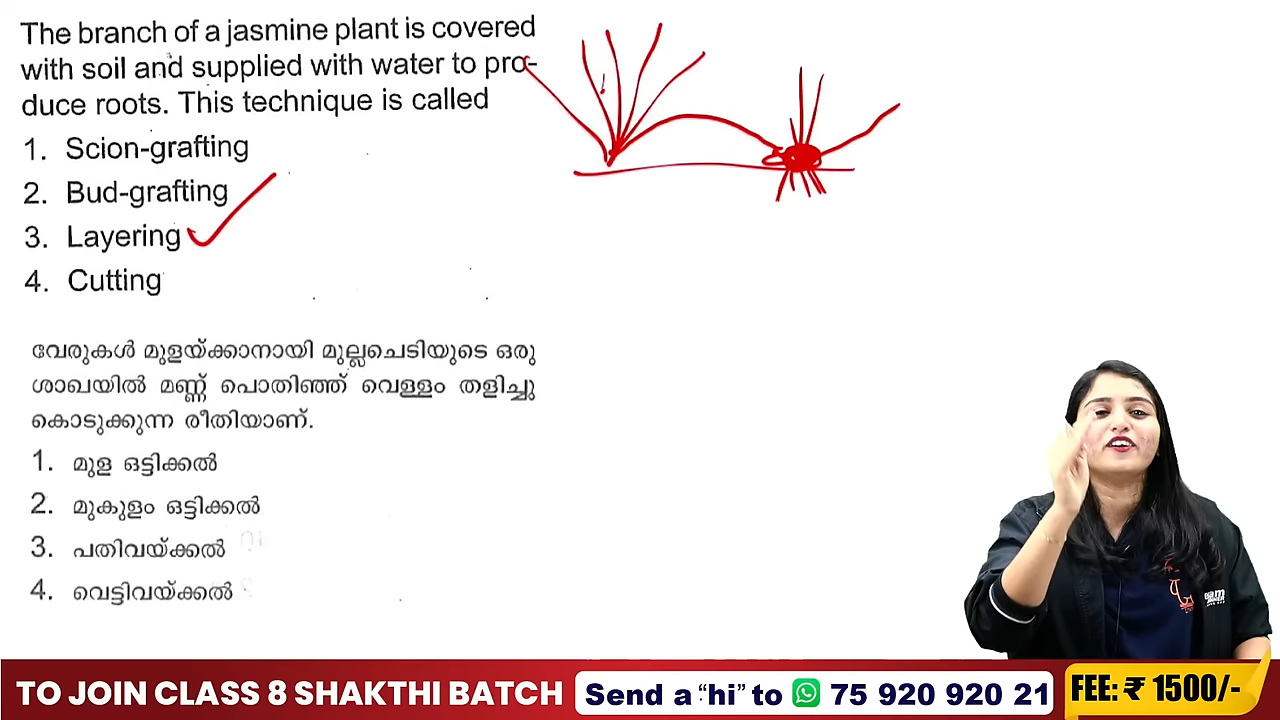 The branch of a jasmine plant is covered
with soil and supplied with water to pro-
duce roots. This technique is called
1. Scion-grafting
2. Bud-grafting
3. Layering
4. Cutting
വേരുകൾ മുളയ്ക്കാനായി മുല്ലചെടിയുടെ ഒരു
ശാഖയിൽ മണ്ണ് പൊതിഞ്ഞ് വെള്ളം തളിച്ചു
കൊടുക്കുന്ന രീതിയാണ്.
1. മുള ഒട്ടിക്കൽ
2. മുകുളം ഒട്ടിക്കൽ
3. പതിവയ്ക്കൽ
4. വെട്ടിവയ്ക്കൽ
TO JOIN CLASS 8 SHAKTHI BATCH
Send a “hi” to 75 920 920 21
FEE: ₹ 1500/-